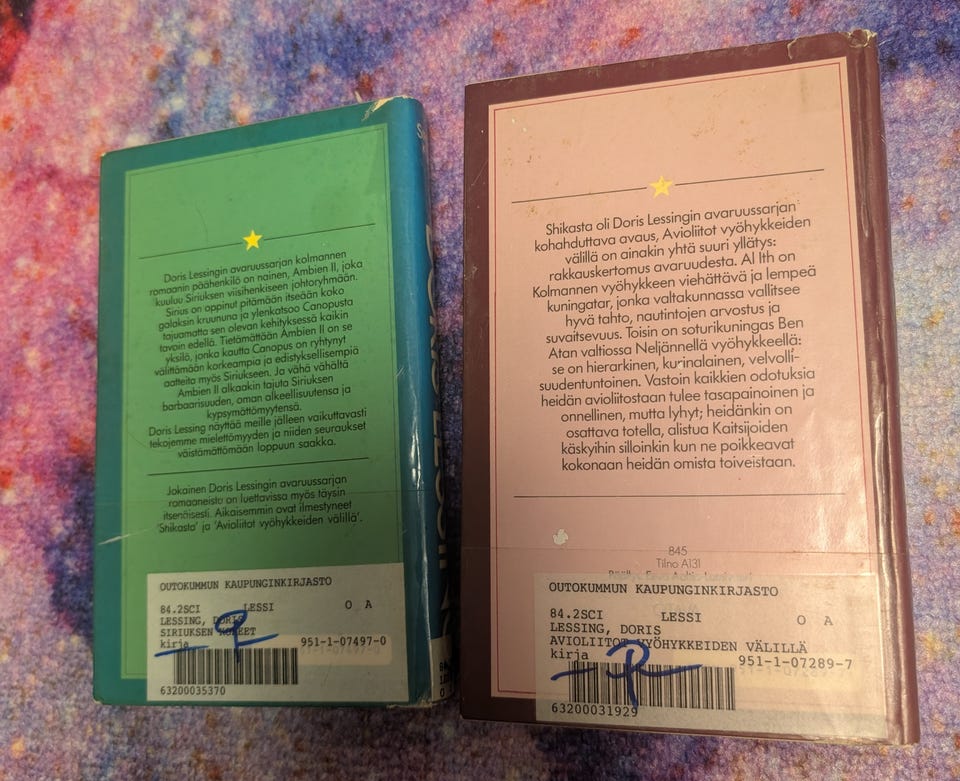 Doris Lessingin avaruussarjan kolmannen
romaanin päähenkilö on nainen, Ambien II, joka
kuuluu Siriuksen viisihenkiseen johtoryhmään.
Sirius on oppinut pitämään itseään koko
galaksin kruununa ja ylenkatsoo Canopusta
tajuamatta sen olevan kehityksessä kaikin
tavoin edellä. Tietämättään Ambien II on se
yksilö, jonka kautta Canopus on ryhtynyt
välittämään korkeampia ja edistyksellisempiä
aatteita myös Siriukseen. Ja vähä vähältä
Ambien II alkaakin tajuta Siriuksen
barbaarisuuden, oman alkeellisuutensa ja
kypsymättömyytensä.
Doris Lessing näyttää meille jälleen vaikuttavasti
tekojemme mielettömyyden ja niiden seuraukset
väistämättömään loppuun saakka.
Jokainen Doris Lessingin avaruussarjan
romaaneista on luettavissa myös täysin
itsenäisesti. Aikaisemmin ovat ilmestyneet
'Shikasta' ja 'Avioliitot vyöhykkeiden välillä'.
OUTOKUMMUN KAUPUNGINKIRJASTO
84.2SCI LESSI O A
LESSING, DORIS
SIRIUKSEN KOKEET
kirja 951-1-07497-0
63200035370
Shikasta oli Doris Lessingin avaruussarjan
kohahduttava avaus, Avioliitot vyöhykkeiden
välillä on ainakin yhtä suuri yllätys:
rakkauskertomus avaruudesta. Al Ith on
Kolmannen vyöhykkeen viehättävä ja lempeä
kuningatar, jonka valtakunnassa vallitsee
hyvä tahto, nautintojen arvostus ja
suvaitsevuus. Toisin on soturikuningas Ben
Atan valtiossa Neljännellä vyöhykkeellä:
se on hierarkinen, kurinalainen, velvolli-
suudentuntoinen. Vastoin kaikkien odotuksia
heidän avioliitostaan tulee tasapainoinen ja
onnellinen, mutta lyhyt; heidänkin on
osattava totella, alistua Kaitsijoiden
käskyihin silloinkin kun ne poikkeavat
kokonaan heidän omista toiveistaan.
845
Tilno A131
OUTOKUMMUN KAUPUNGINKIRJASTO
84.2SCI LESSI O A
LESSING, DORIS
AVIOLIITOT VYÖHYKKEIDEN VÄLILLÄ
kirja 951-1-07289-7
63200031929